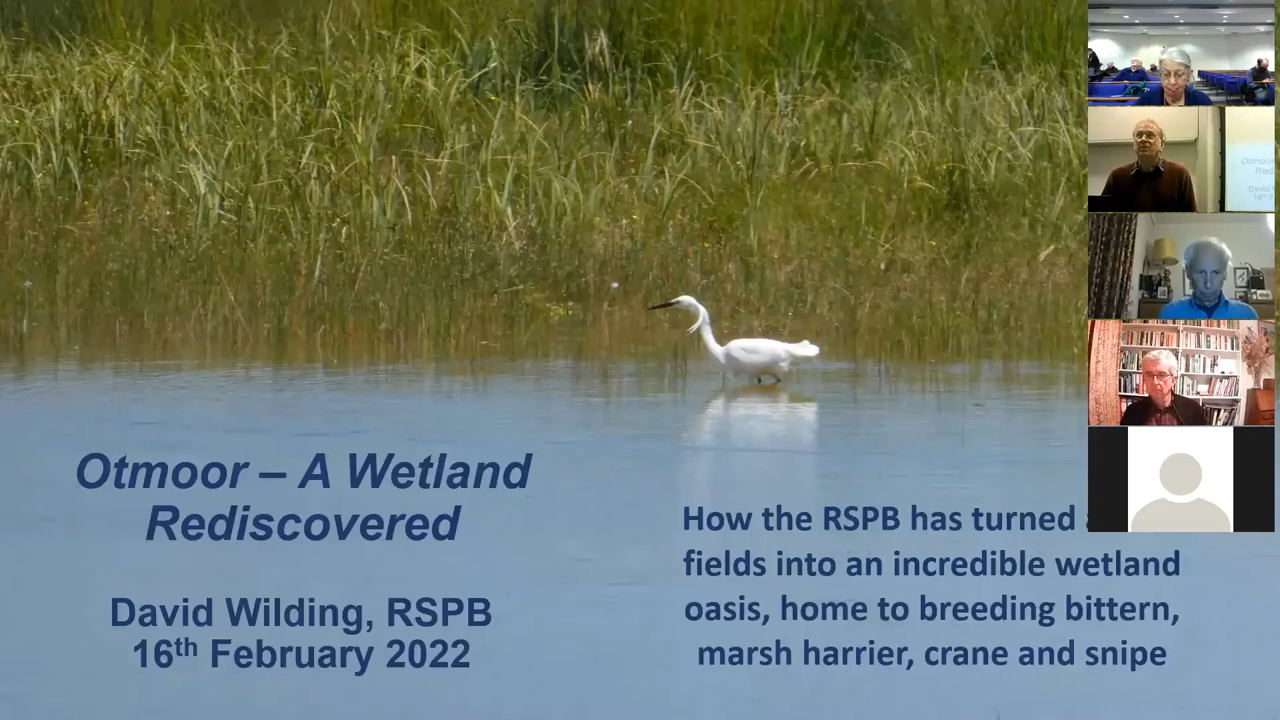 Otmoor – A Wetland
Rediscovered
David Wilding, RSPB
16th February 2022
How the RSPB has turned
fields into an incredible wetland
oasis, home to breeding bittern,
marsh harrier, crane and snipe